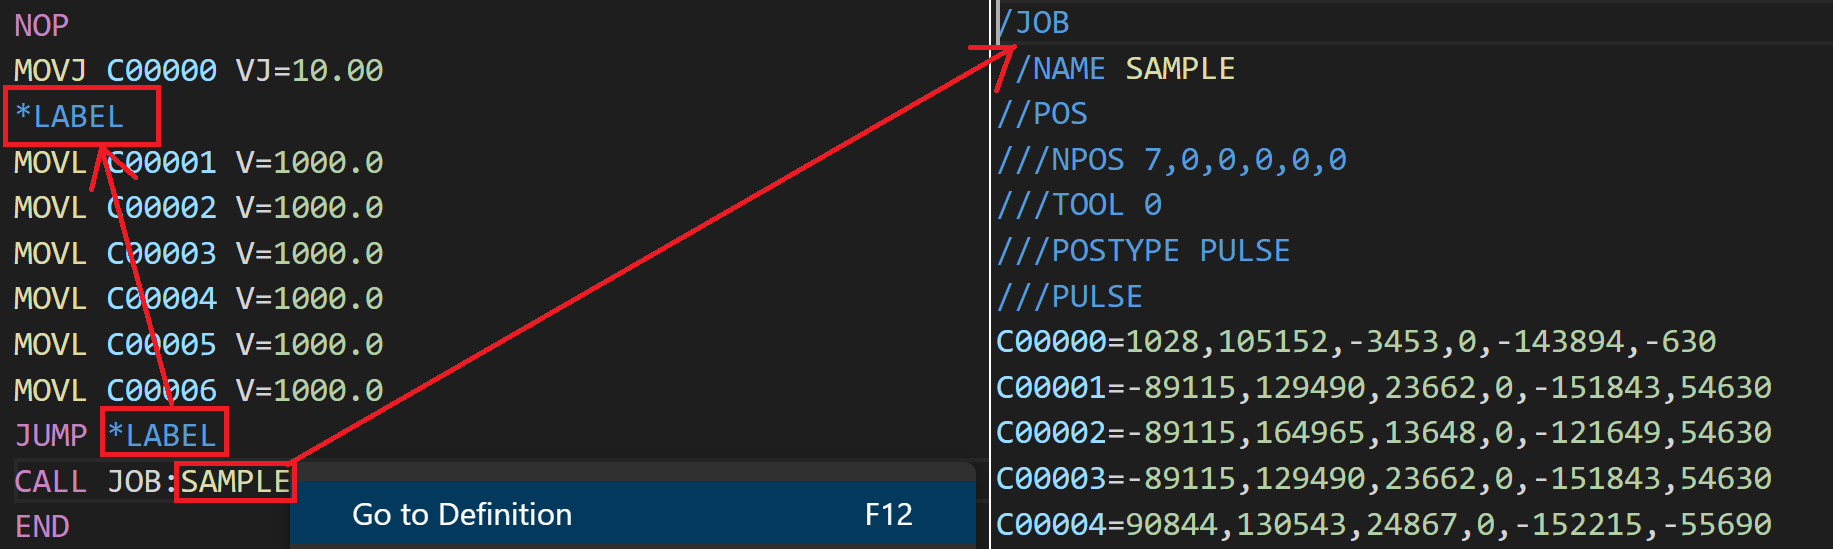 NOP
MOVJ C00000 VJ=10.00
*LABEL
MOVL C00001 V=1000.0
MOVL C00002 V=1000.0
MOVL C00003 V=1000.0
MOVL C00004 V=1000.0
MOVL C00005 V=1000.0
MOVL C00006 V=1000.0
JUMP *LABEL
CALL JOB:SAMPLE
Go to Definition F12
END
/JOB
//NAME SAMPLE
//POS
///NPOS 7,0,0,0,0,0
///TOOL 0
///POSTYPE PULSE
///PULSE
C00000=1028,105152,-3453,0,-143894,-630
C00001=-89115,129490,23662,0,-151843,54630
C00002=-89115,164965,13648,0,-121649,54630
C00003=-89115,129490,23662,0,-151843,54630
C00004=90844,130543,24867,0,-152215,-55690